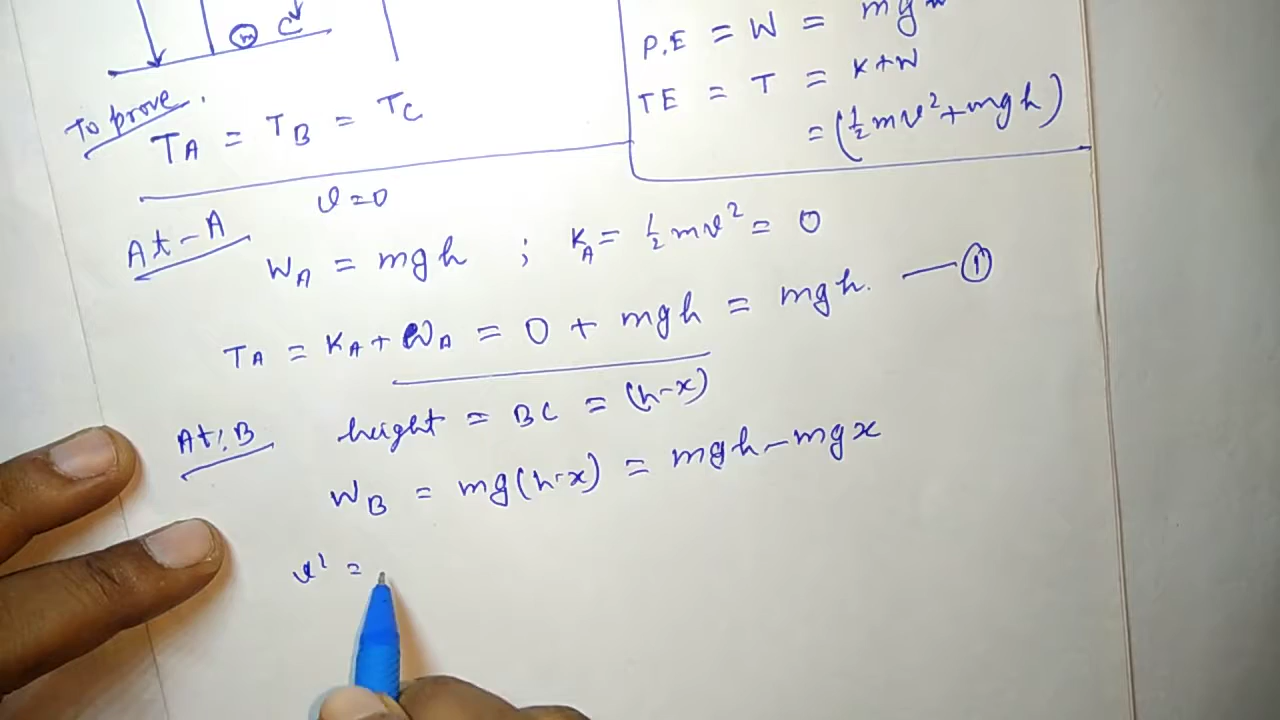 m C
P.E = W = mgh
TE = T = K+W
= (½mv²+mgh)
To prove.
TA = TB = TC
At-A v=0
WA = mgh ; KA = ½mv² = 0
TA = KA + WA = 0 + mgh = mgh. —①
At:B height = BC = (h-x)
WB = mg(h-x) = mgh-mgx
v² =